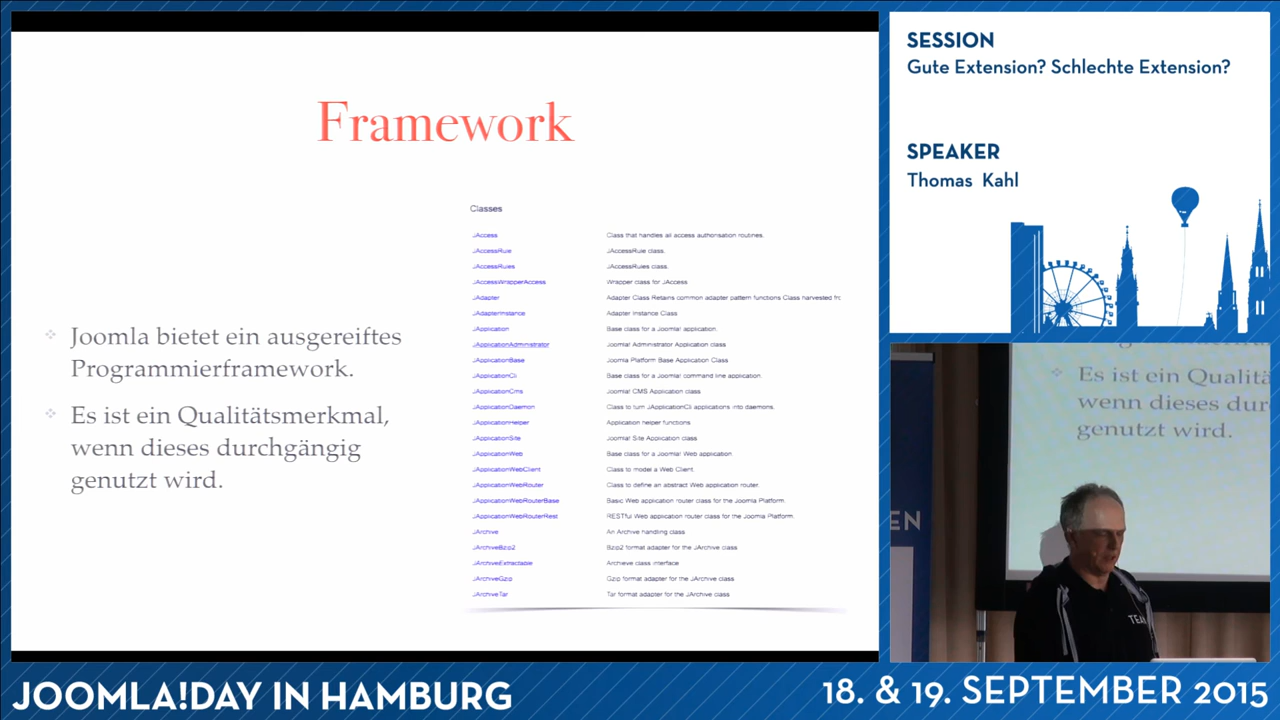 Framework
Joomla bietet ein ausgereiftes
Programmierframework.
Es ist ein Qualitätsmerkmal,
wenn dieses durchgängig
genutzt wird.
Classes
JAccess Class that handles all access authorisation routines.
JAccessRule JAccessRule class.
JAccessRules JAccessRules class.
JAccessWrapperAccess Wrapper class for JAccess
JAdapter Adapter Class Retains common adapter pattern functions Class harvested frc
JAdapterInstance Adapter Instance Class
JApplication Base class for a Joomla! application.
JApplicationAdministrator Joomla! Administrator Application class
JApplicationBase Joomla Platform Base Application Class
JApplicationCli Base class for a Joomla! command line application.
JApplicationCms Joomla! CMS Application class
JApplicationDaemon Class to turn JApplicationCli applications into daemons.
JApplicationHelper Application helper functions
JApplicationSite Joomla! Site Application class
JApplicationWeb Base class for a Joomla! Web application.
JApplicationWebClient Class to model a Web Client.
JApplicationWebRouter Class to define an abstract Web application router.
JApplicationWebRouterBase Basic Web application router class for the Joomla Platform.
JApplicationWebRouterRest RESTful Web application router class for the Joomla Platform.
JArchive An Archive handling class
JArchiveBzip2 Bzip2 format adapter for the JArchive class
JArchiveExtractable Archieve class interface
JArchiveGzip Gzip format adapter for the JArchive class
JArchiveTar Tar format adapter for the JArchive class
SESSION
Gute Extension? Schlechte Extension?
SPEAKER
Thomas Kahl
Es ist ein Qualitä
wenn dieses dur
genutzt wird.
EN
TEA
JOOMLA!DAY IN HAMBURG
18. & 19. SEPTEMBER 2015